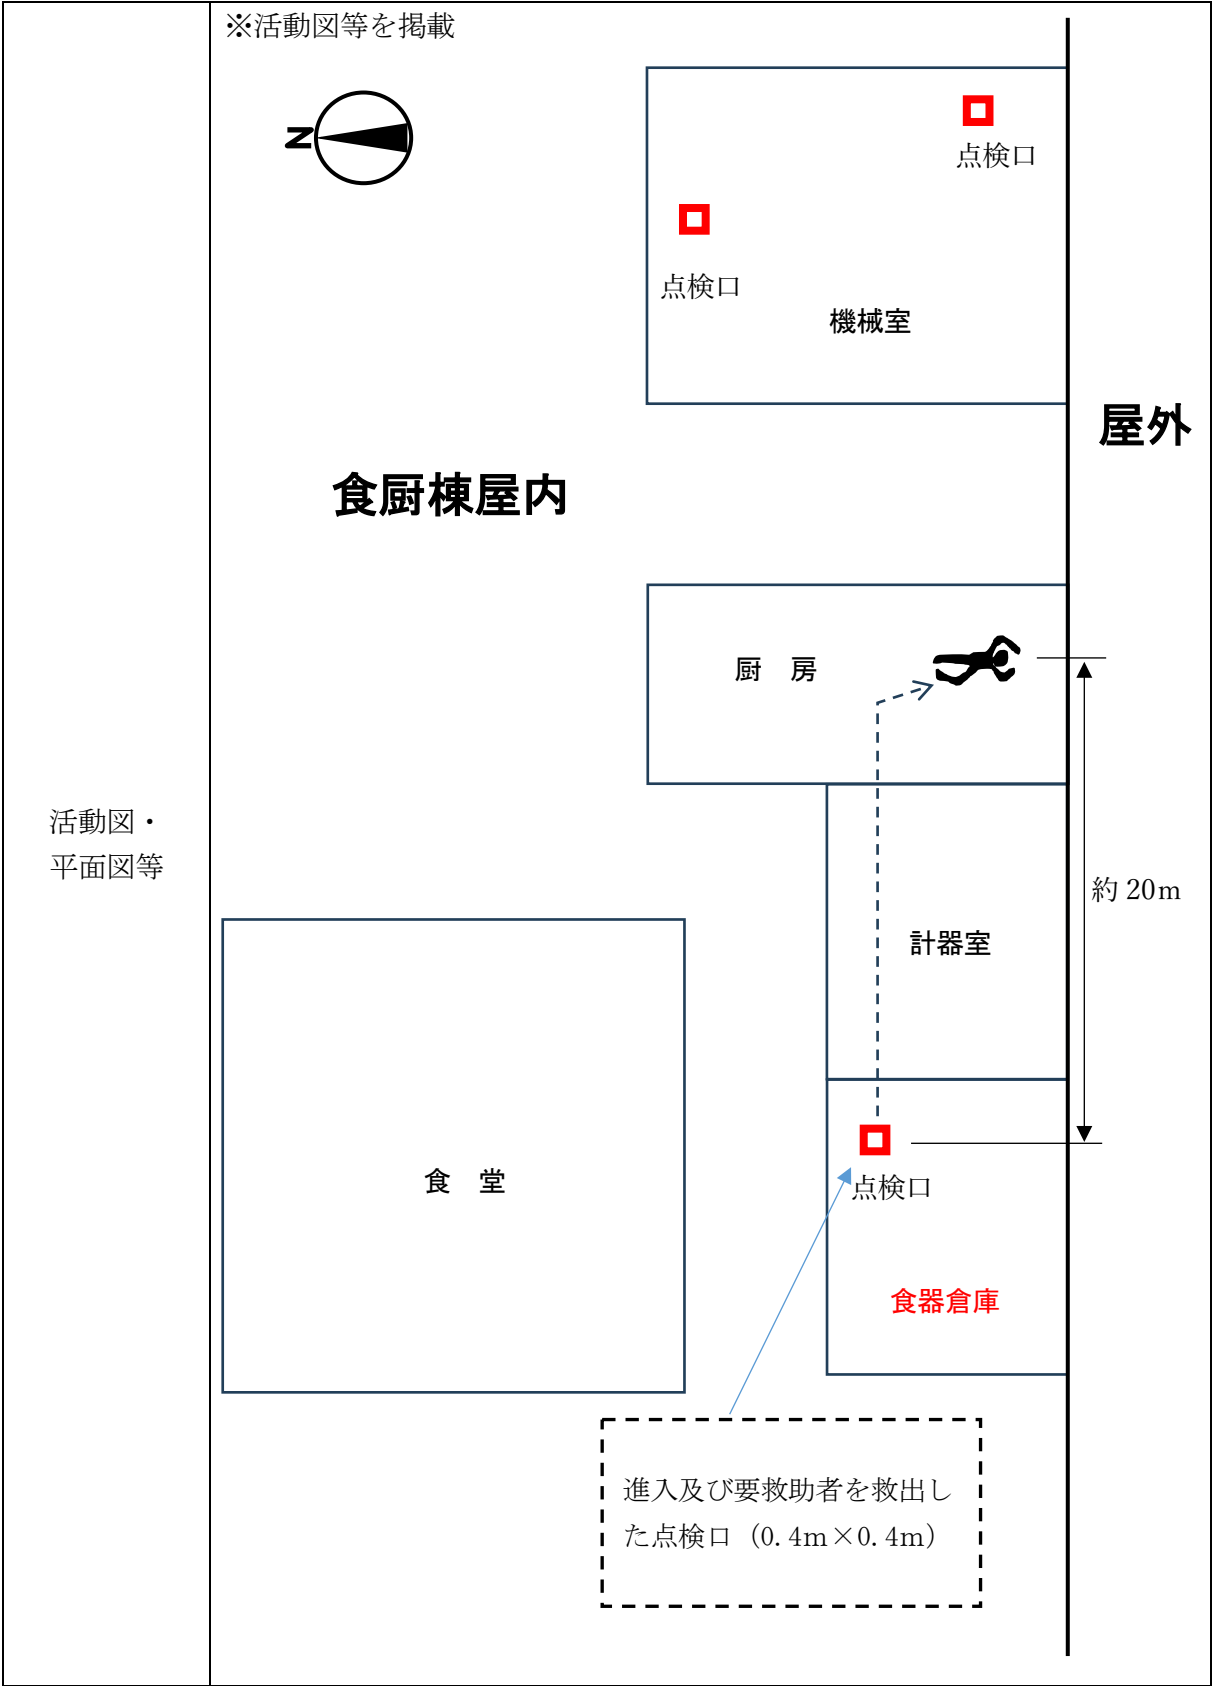 ※活動図等を掲載
N
点検口
点検口
機械室
屋外
食厨棟屋内
厨 房
活動図・
平面図等
約 20m
計器室
食 堂
点検口
食器倉庫
進入及び要救助者を救出し
た点検口（0.4m×0.4m）